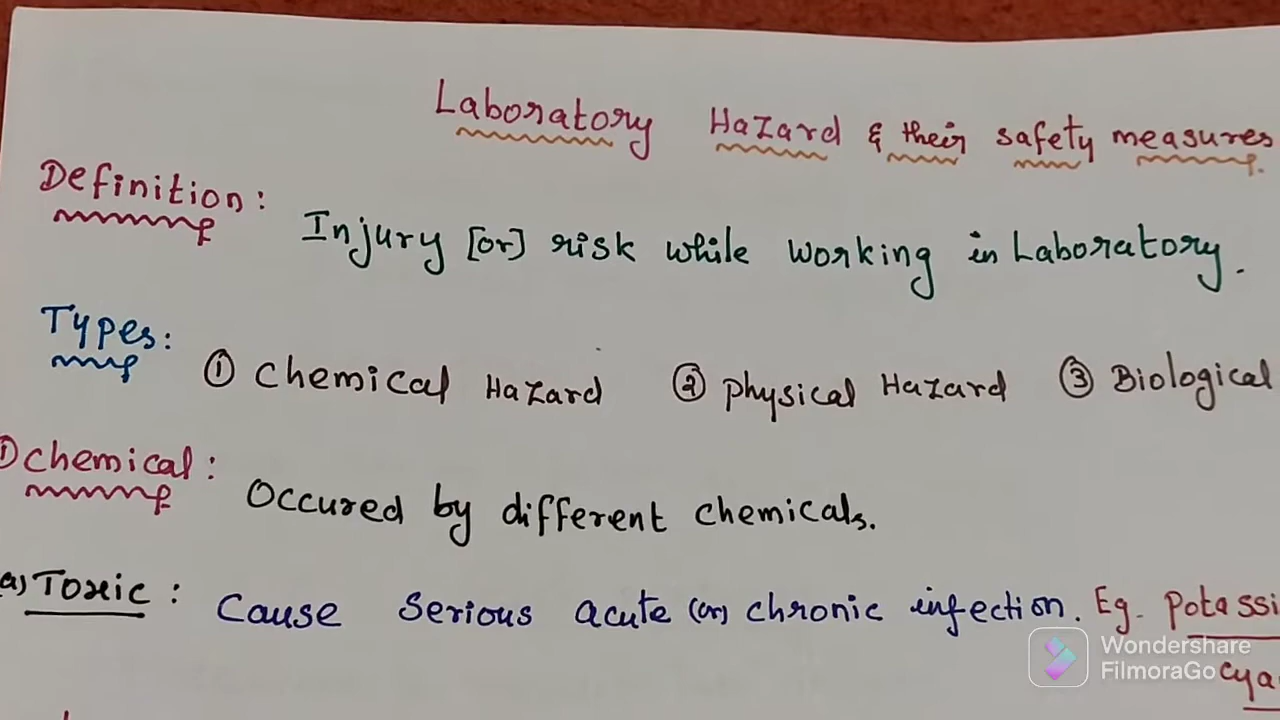 Laboratory Hazard & their safety measures.
Definition: Injury [or] risk while working in Laboratory.
Types: ① Chemical Hazard ② physical Hazard ③ Biological
① Chemical: Occured by different chemicals.
a) Toxic: Cause Serious acute (or) chronic infection. Eg. Potassi
cya
Wondershare
FilmoraGo